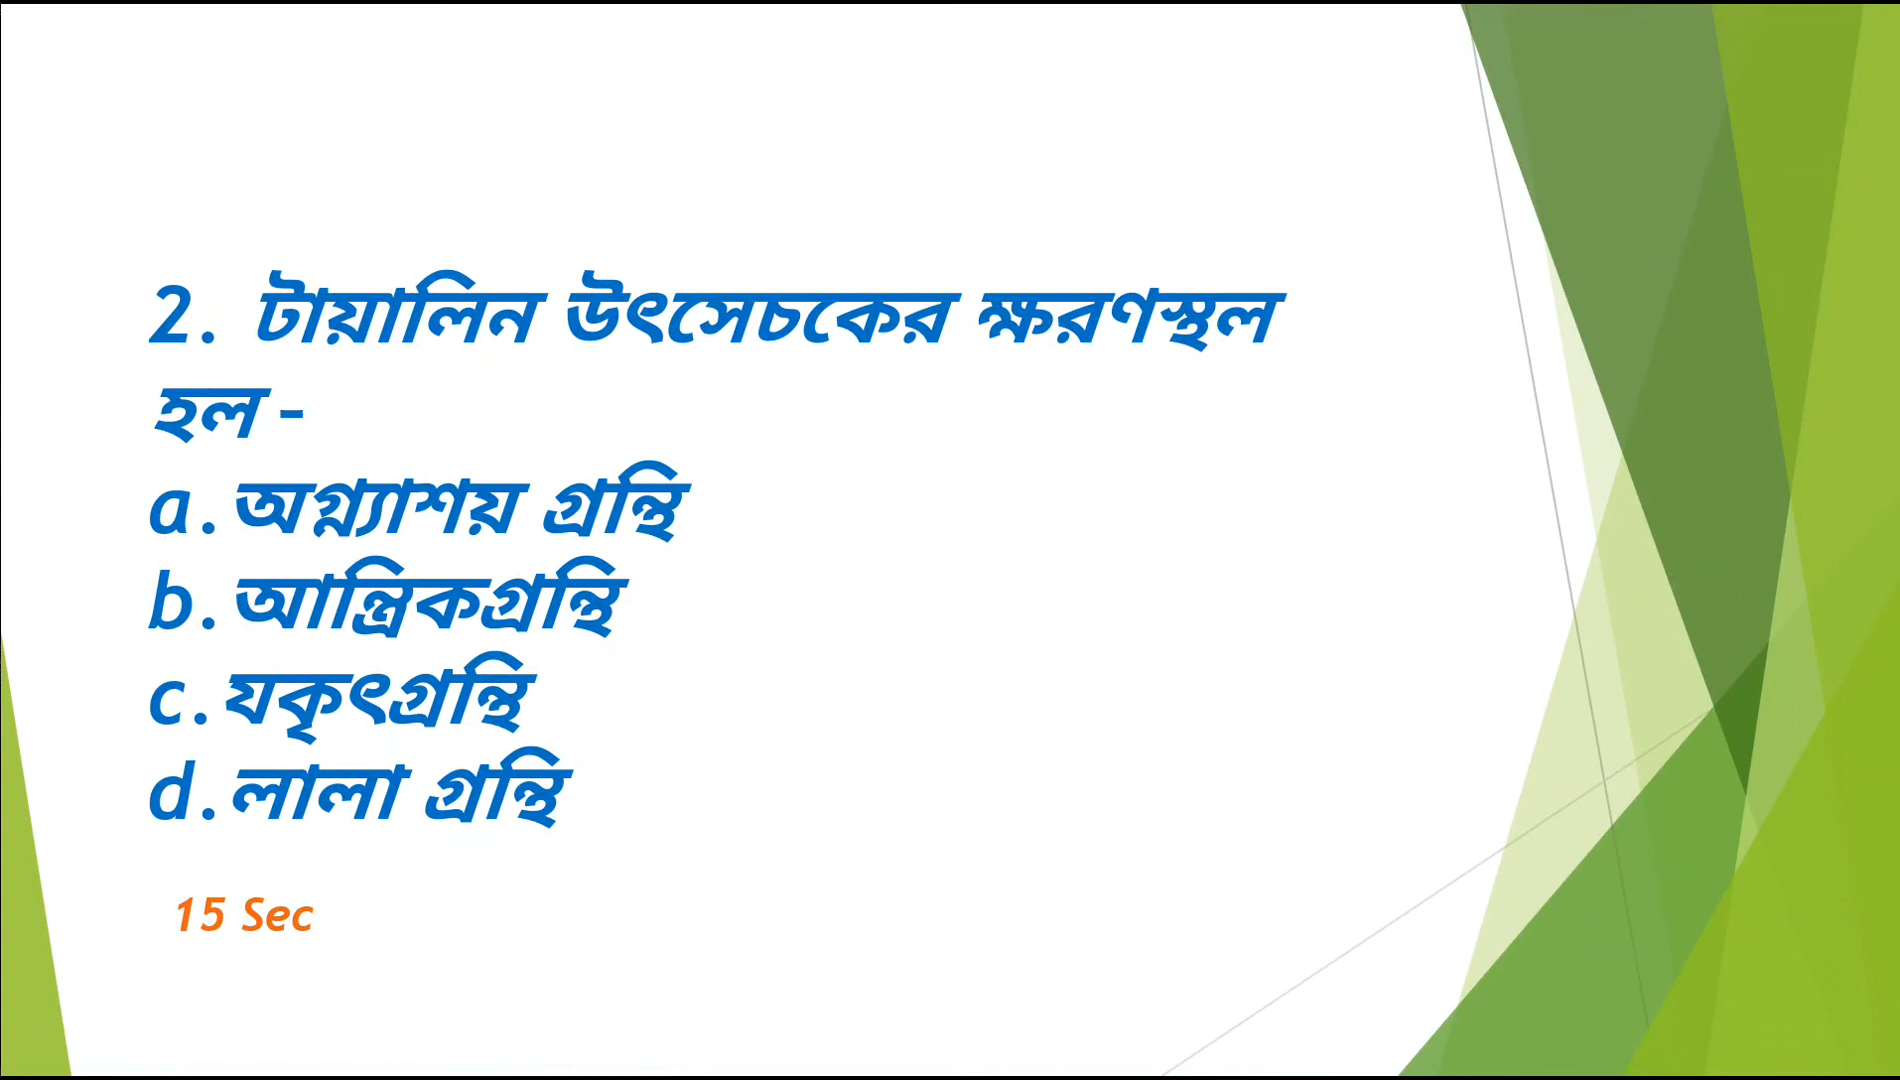 2. টায়ালিন উৎসেচকের ক্ষরণস্থল
হল -
a.অগ্ন্যাশয় গ্রন্থি
b.আন্ত্রিকগ্রন্থি
c.যকৃৎগ্রন্থি
d.লালা গ্রন্থি
15 Sec